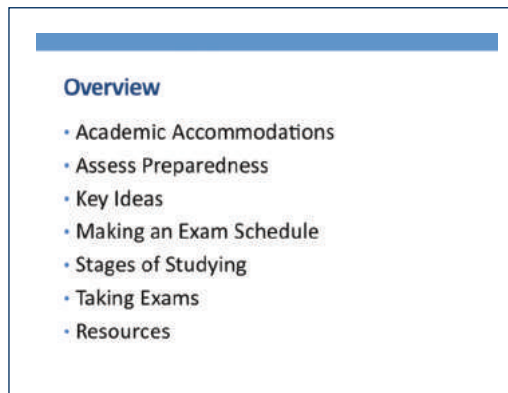 Overview
• Academic Accommodations
• Assess Preparedness
• Key Ideas
• Making an Exam Schedule
• Stages of Studying
• Taking Exams
• Resources